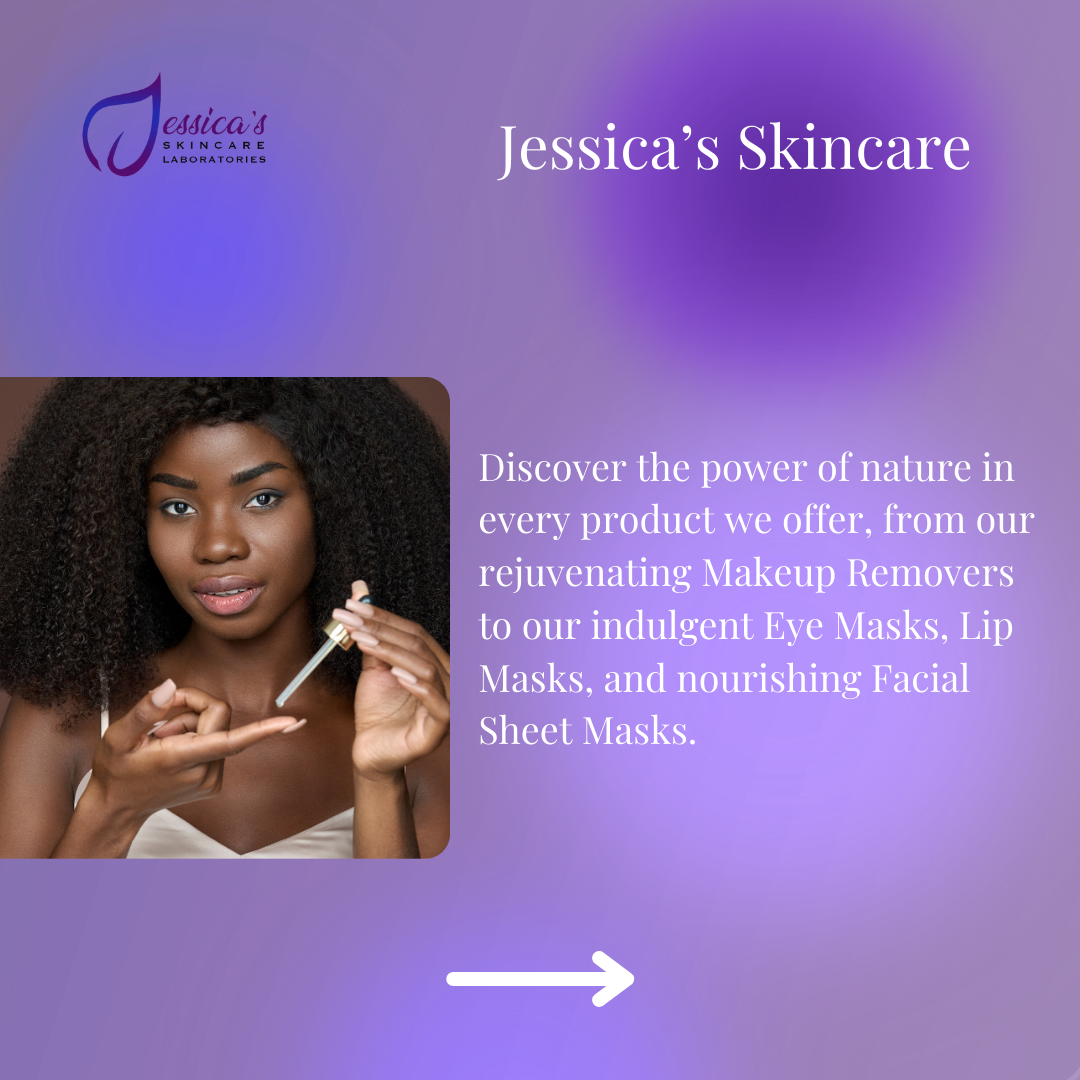 Jessica's
SKINCARE
LABORATORIES
Jessica’s Skincare
Discover the power of nature in
every product we offer, from our
rejuvenating Makeup Removers
to our indulgent Eye Masks, Lip
Masks, and nourishing Facial
Sheet Masks.